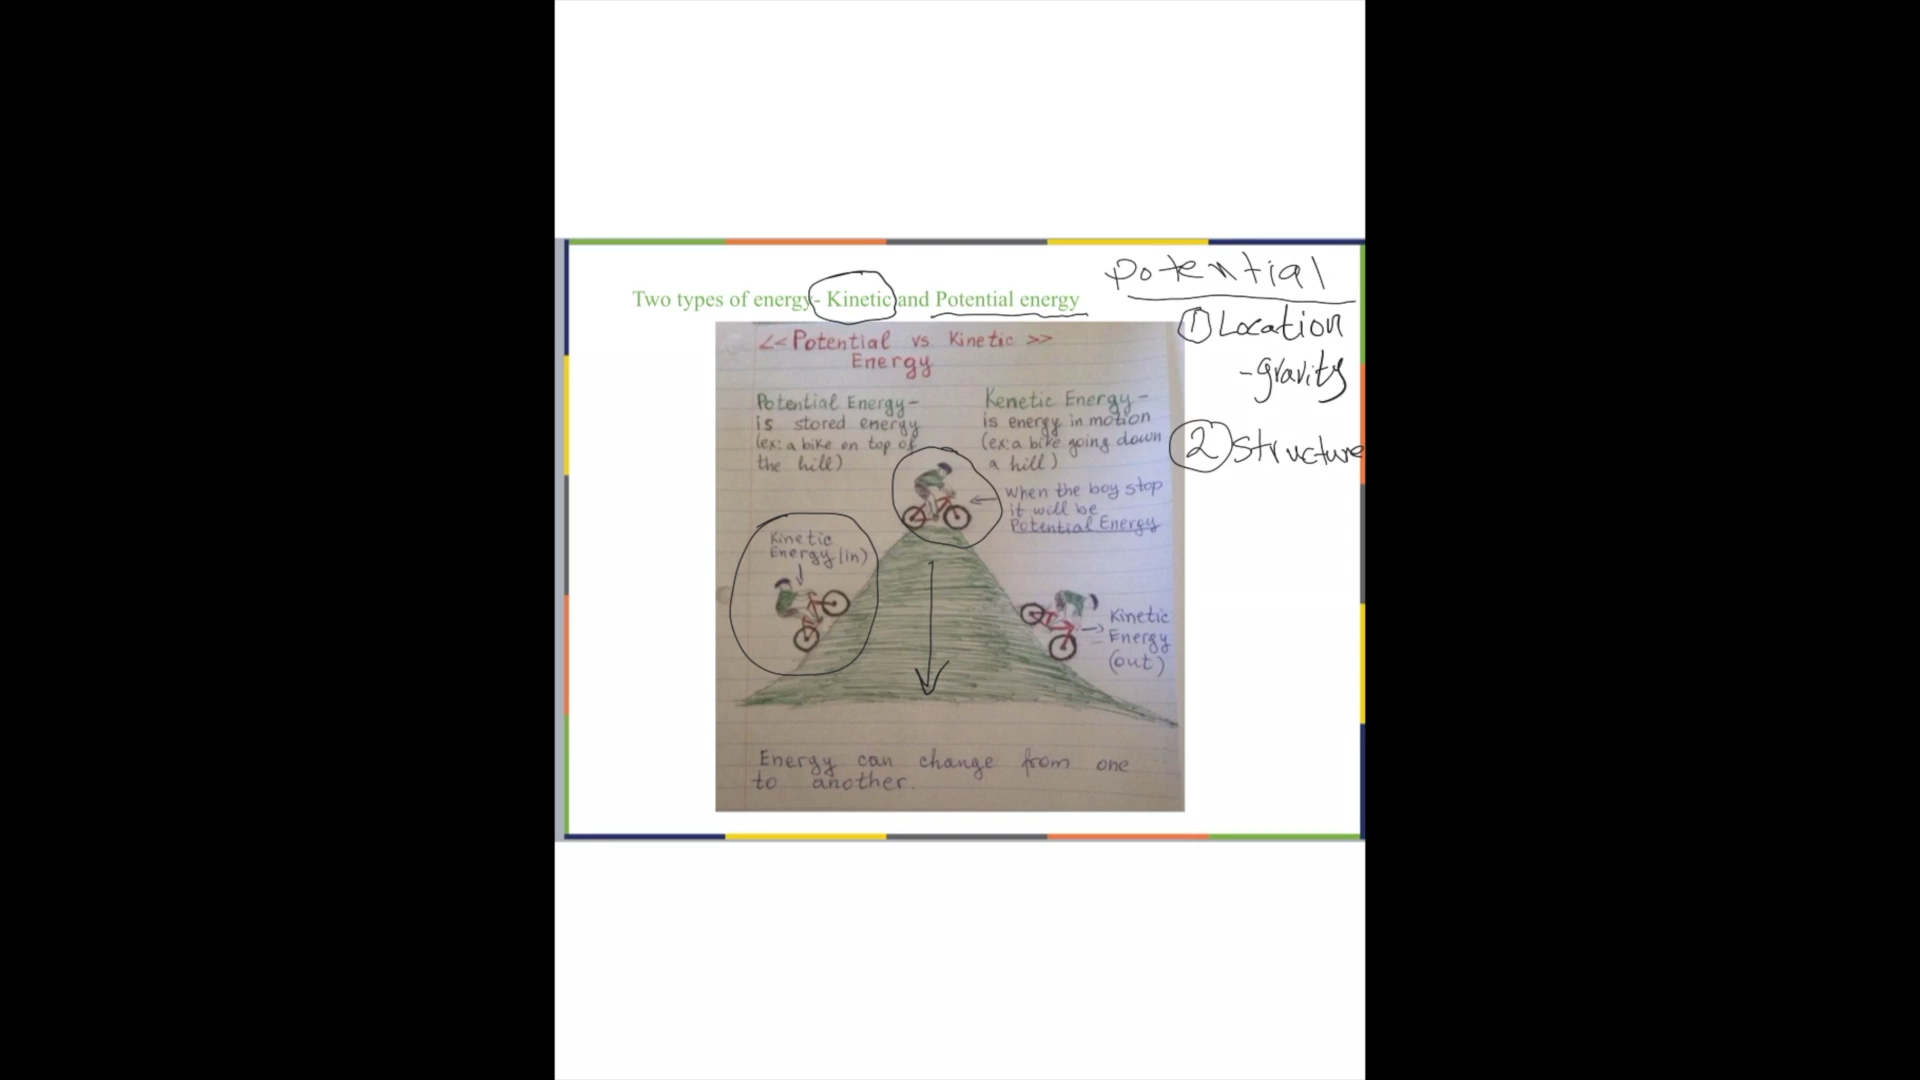 Two types of energy- Kinetic and Potential energy
Potential
① Location
-gravity
② Structure
<<Potential vs. Kinetic >>
Energy
Potential Energy-
is stored energy
(ex: a bike on top of
the hill)
Kenetic Energy-
is energy in motion
(ex: a bike going down
a hill)
When the boy stop
it will be
Potential Energy
Kinetic
Energy (in)
Kinetic
Energy
(out)
Energy can change from one
to another.